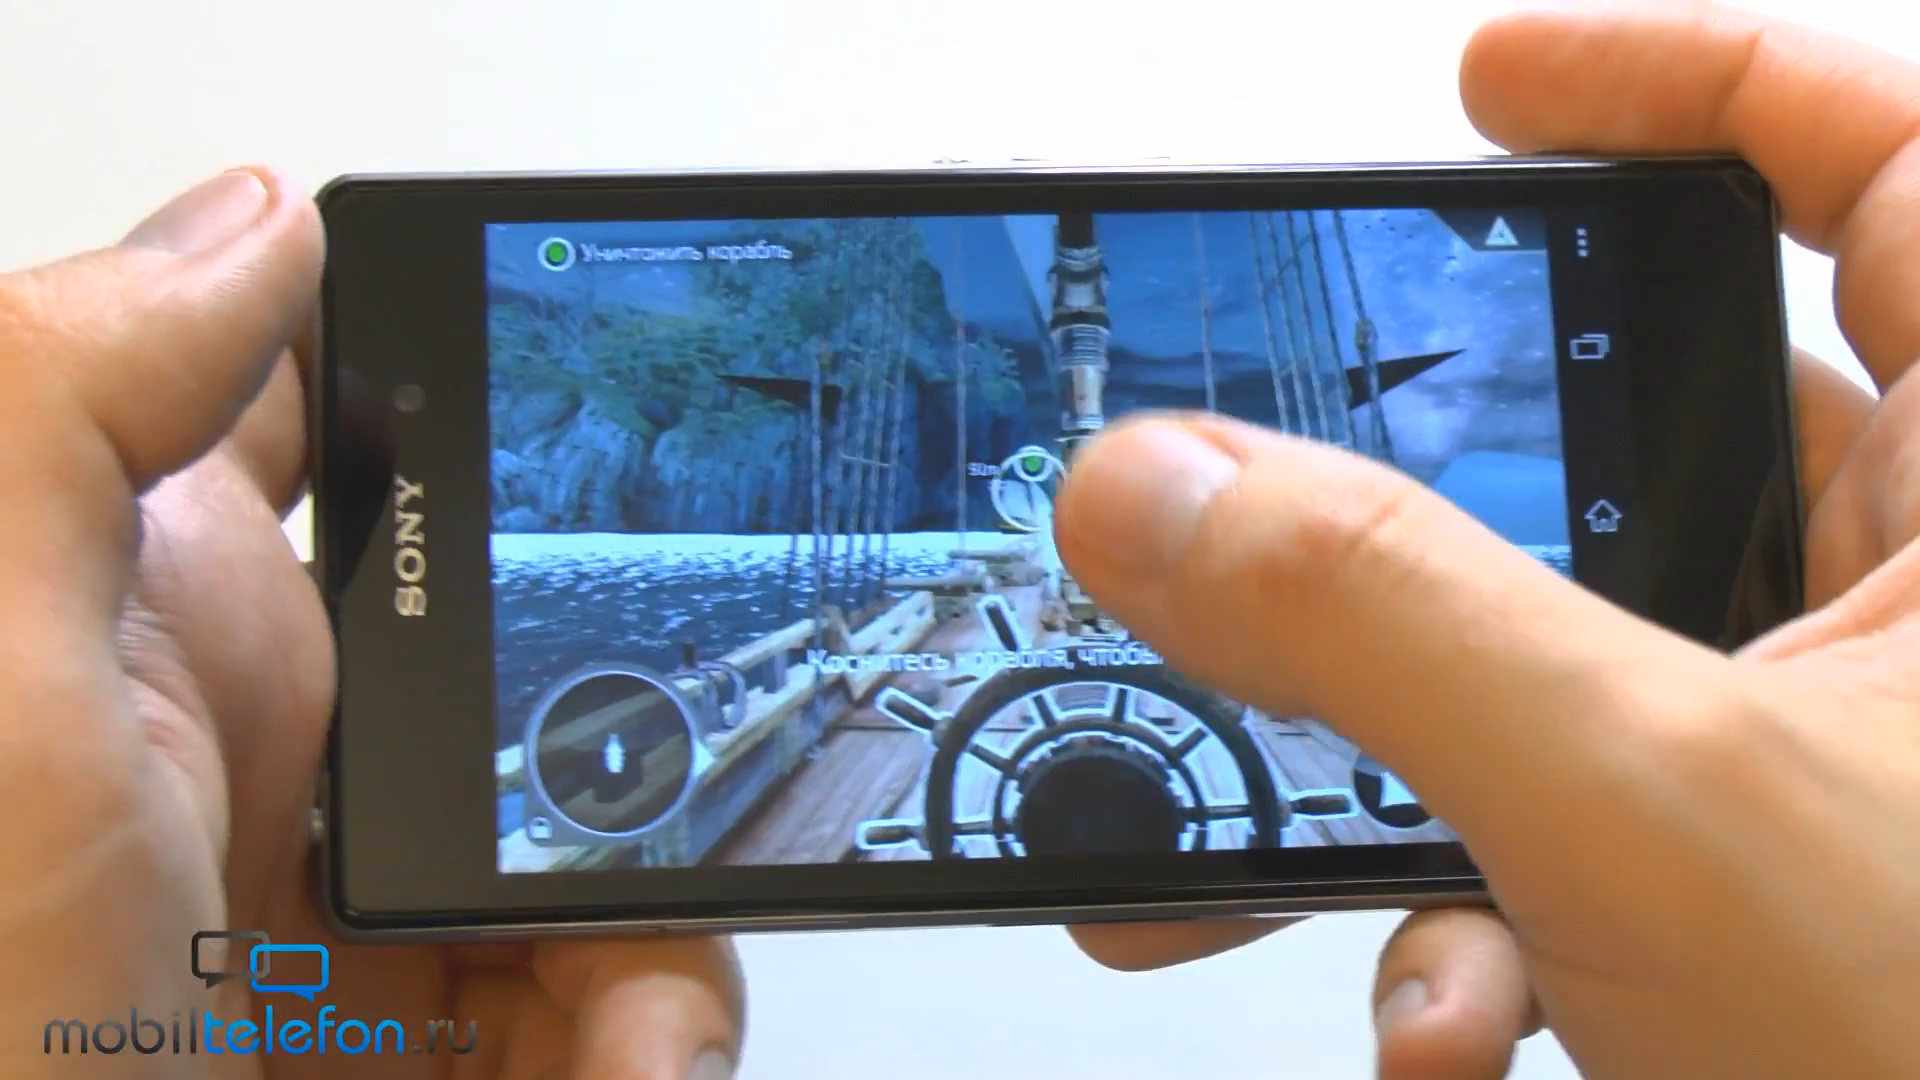 Уничтожить корабль
SONY
Коснитесь корабля, чтобы
mobiltelefon.ru